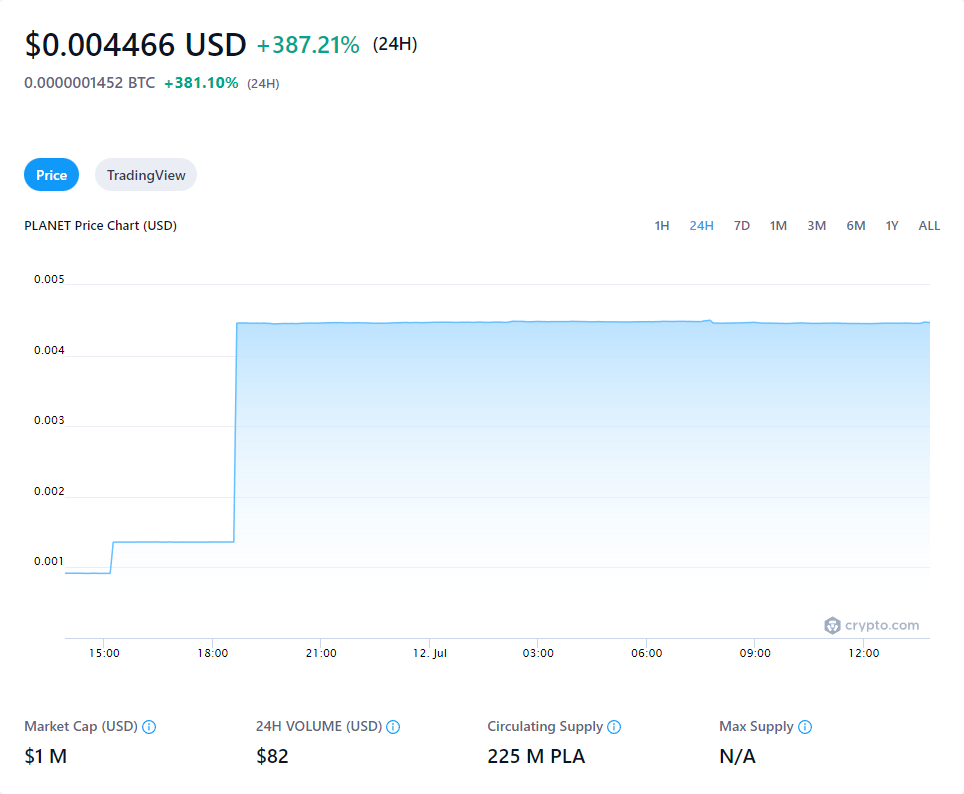 $0.004466 USD +387.21% (24H)
0.0000001452 BTC +381.10% (24H)
Price TradingView
PLANET Price Chart (USD) 1H 24H 7D 1M 3M 6M 1Y ALL
0.005
0.004
0.003
0.002
0.001
crypto.com
15:00 18:00 21:00 12. Jul 03:00 06:00 09:00 12:00
Market Cap (USD) 24H VOLUME (USD) Circulating Supply Max Supply
$1 M $82 225 M PLA N/A